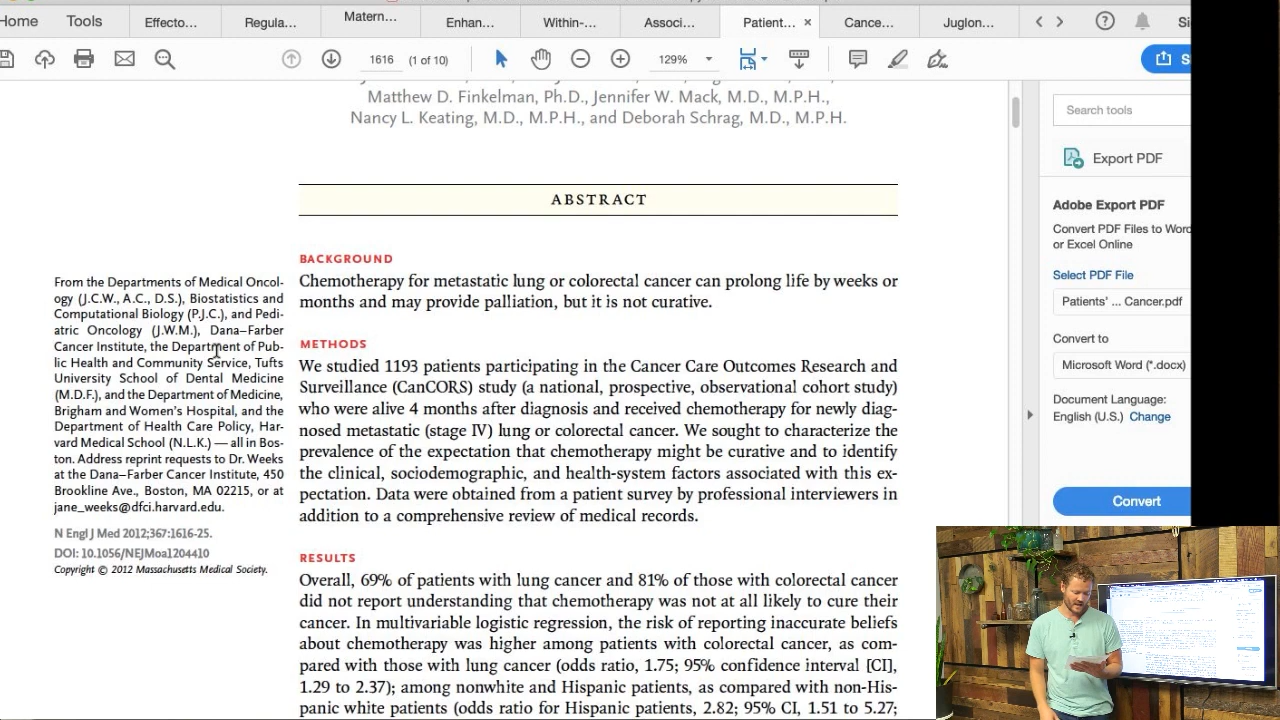 Home
Tools
Effecto...
Regula...
Matern...
Enhan...
Within-...
Associ...
Patient...
×
Cance...
Juglon...
1616
(1 of 10)
129%
Matthew D. Finkelman, Ph.D., Jennifer W. Mack, M.D., M.P.H.,
Nancy L. Keating, M.D., M.P.H., and Deborah Schrag, M.D., M.P.H.
ABSTRACT
From the Departments of Medical Oncol-
ogy (J.C.W., A.C., D.S.), Biostatistics and
Computational Biology (P.J.C.), and Pedi-
atric Oncology (J.W.M.), Dana–Farber
Cancer Institute, the Department of Pub-
lic Health and Community Service, Tufts
University School of Dental Medicine
(M.D.F.), and the Department of Medicine,
Brigham and Women's Hospital, and the
Department of Health Care Policy, Har-
vard Medical School (N.L.K.) — all in Bos-
ton. Address reprint requests to Dr. Weeks
at the Dana–Farber Cancer Institute, 450
Brookline Ave., Boston, MA 02215, or at
jane_weeks@dfci.harvard.edu.
N Engl J Med 2012;367:1616-25.
DOI: 10.1056/NEJMoa1204410
Copyright © 2012 Massachusetts Medical Society.
BACKGROUND
Chemotherapy for metastatic lung or colorectal cancer can prolong life by weeks or
months and may provide palliation, but it is not curative.
METHODS
We studied 1193 patients participating in the Cancer Care Outcomes Research and
Surveillance (CanCORS) study (a national, prospective, observational cohort study)
who were alive 4 months after diagnosis and received chemotherapy for newly diag-
nosed metastatic (stage IV) lung or colorectal cancer. We sought to characterize the
prevalence of the expectation that chemotherapy might be curative and to identify
the clinical, sociodemographic, and health-system factors associated with this ex-
pectation. Data were obtained from a patient survey by professional interviewers in
addition to a comprehensive review of medical records.
RESULTS
Overall, 69% of patients with lung cancer and 81% of those with colorectal cancer
did not report understanding that chemotherapy was not at all likely to cure their
cancer. In multivariable logistic regression, the risk of reporting inaccurate beliefs
about chemotherapy was higher among patients with colorectal cancer, as com-
pared with those with lung cancer (odds ratio, 1.75; 95% confidence interval [CI],
1.29 to 2.37); among nonwhite and Hispanic patients, as compared with non-His-
panic white patients (odds ratio for Hispanic patients, 2.82; 95% CI, 1.51 to 5.27;
Search tools
Export PDF
Adobe Export PDF
Convert PDF Files to Word
or Excel Online
Select PDF File
Patients' ... Cancer.pdf
Convert to
Microsoft Word (*.docx)
Document Language:
English (U.S.) Change
Convert